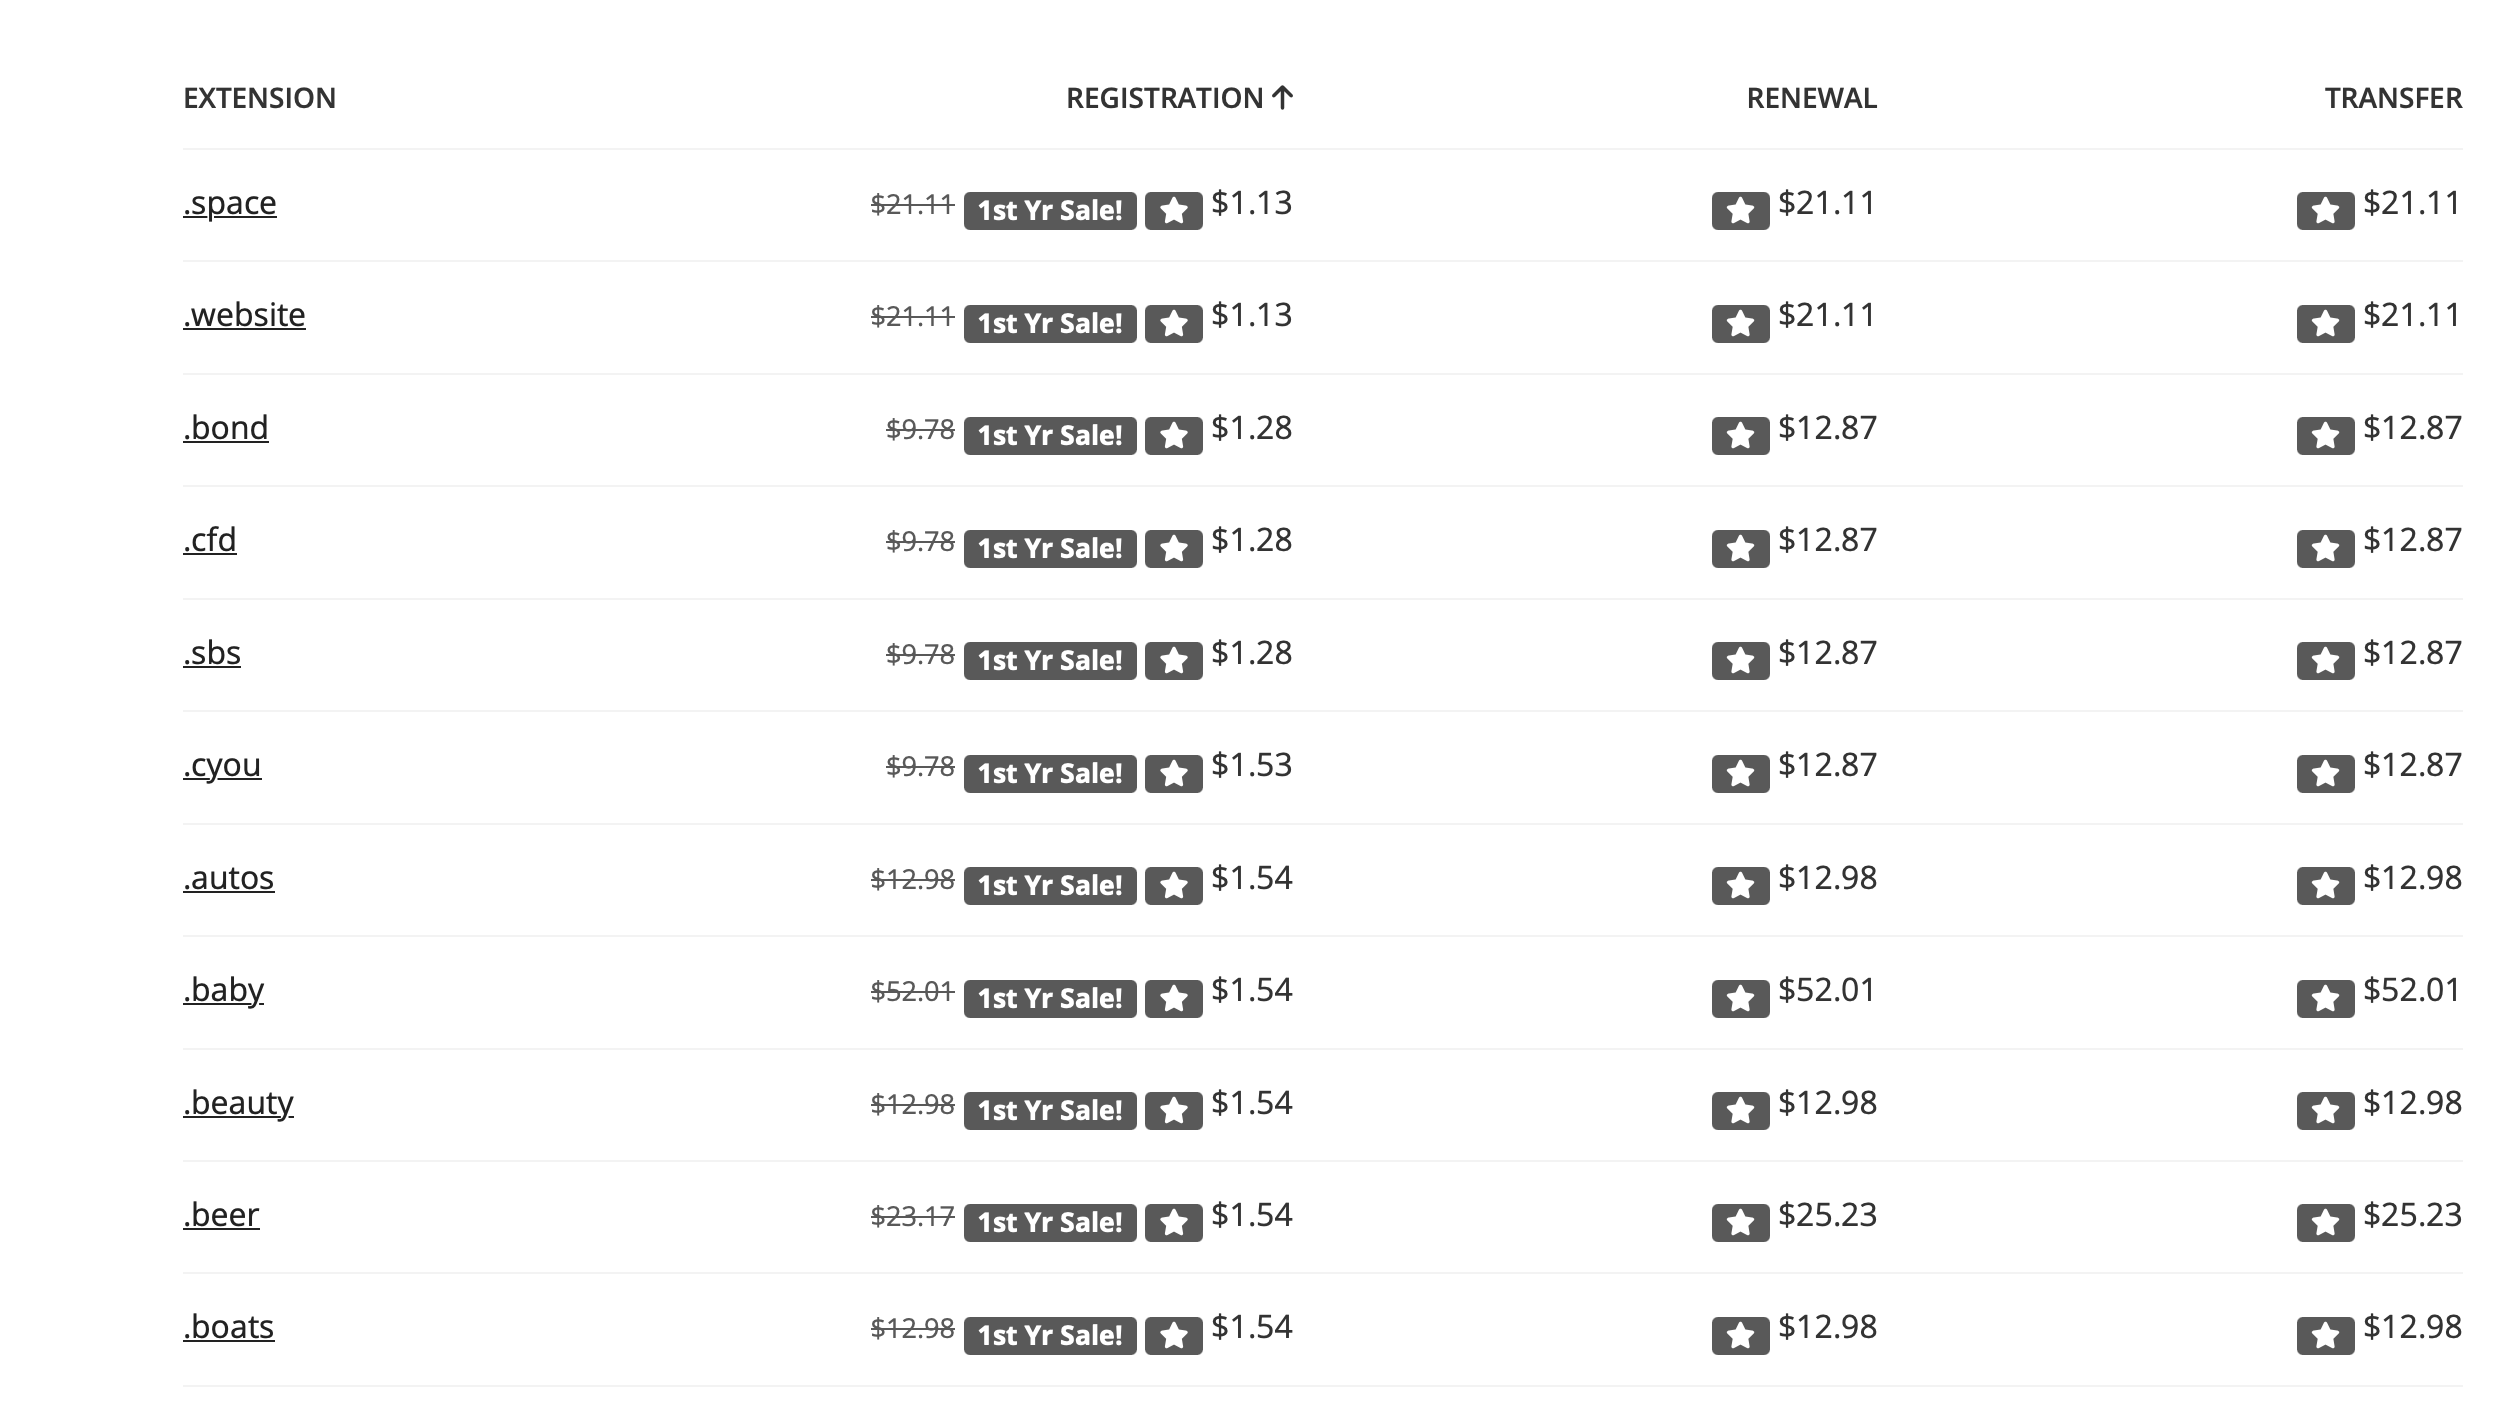 EXTENSION REGISTRATION RENEWAL TRANSFER
.space $21.11 1st Yr Sale! $1.13 $21.11 $21.11
.website $21.11 1st Yr Sale! $1.13 $21.11 $21.11
.bond $9.78 1st Yr Sale! $1.28 $12.87 $12.87
.cfd $9.78 1st Yr Sale! $1.28 $12.87 $12.87
.sbs $9.78 1st Yr Sale! $1.28 $12.87 $12.87
.cyou $9.78 1st Yr Sale! $1.53 $12.87 $12.87
.autos $12.98 1st Yr Sale! $1.54 $12.98 $12.98
.baby $52.01 1st Yr Sale! $1.54 $52.01 $52.01
.beauty $12.98 1st Yr Sale! $1.54 $12.98 $12.98
.beer $23.17 1st Yr Sale! $1.54 $25.23 $25.23
.boats $12.98 1st Yr Sale! $1.54 $12.98 $12.98